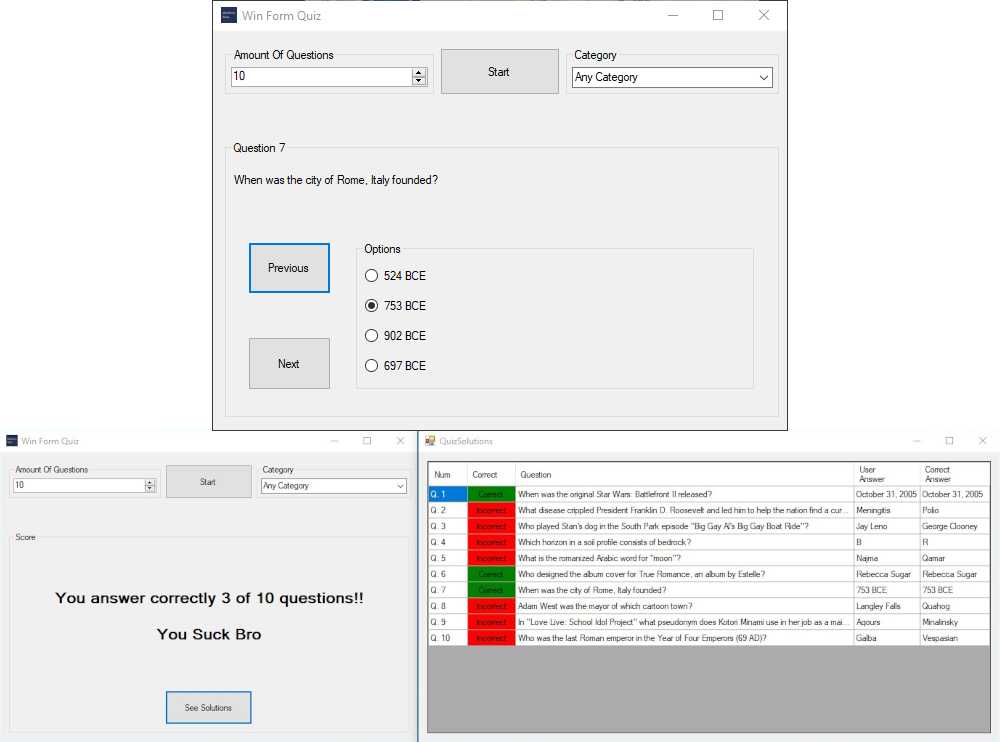 Win Form Quiz
Amount Of Questions
10
Start
Category
Any Category
Question 7
When was the city of Rome, Italy founded?
Previous
Next
Options
524 BCE
753 BCE
902 BCE
697 BCE
Win Form Quiz
Amount Of Questions
10
Start
Category
Any Category
Score
You answer correctly 3 of 10 questions!!
You Suck Bro
See Solutions
QuizSolutions
Num Correct Question User Answer Correct Answer
Q. 1 Correct When was the original Star Wars: Battlefront II released? October 31, 2005 October 31, 2005
Q. 2 Incorrect What disease crippled President Franklin D. Roosevelt and led him to help the nation find a cur... Meningitis Polio
Q. 3 Incorrect Who played Stan's dog in the South Park episode "Big Gay Al's Big Gay Boat Ride"? Jay Leno George Clooney
Q. 4 Incorrect Which horizon in a soil profile consists of bedrock? B R
Q. 5 Incorrect What is the romanized Arabic word for "moon"? Najma Qamar
Q. 6 Correct Who designed the album cover for True Romance, an album by Estelle? Rebecca Sugar Rebecca Sugar
Q. 7 Correct When was the city of Rome, Italy founded? 753 BCE 753 BCE
Q. 8 Incorrect Adam West was the mayor of which cartoon town? Langley Falls Quahog
Q. 9 Incorrect In "Love Live: School Idol Project" what pseudonym does Kotori Minami use in her job as a mai... Aqours Minalinsky
Q. 10 Incorrect Who was the last Roman emperor in the Year of Four Emperors (69 AD)? Galba Vespasian